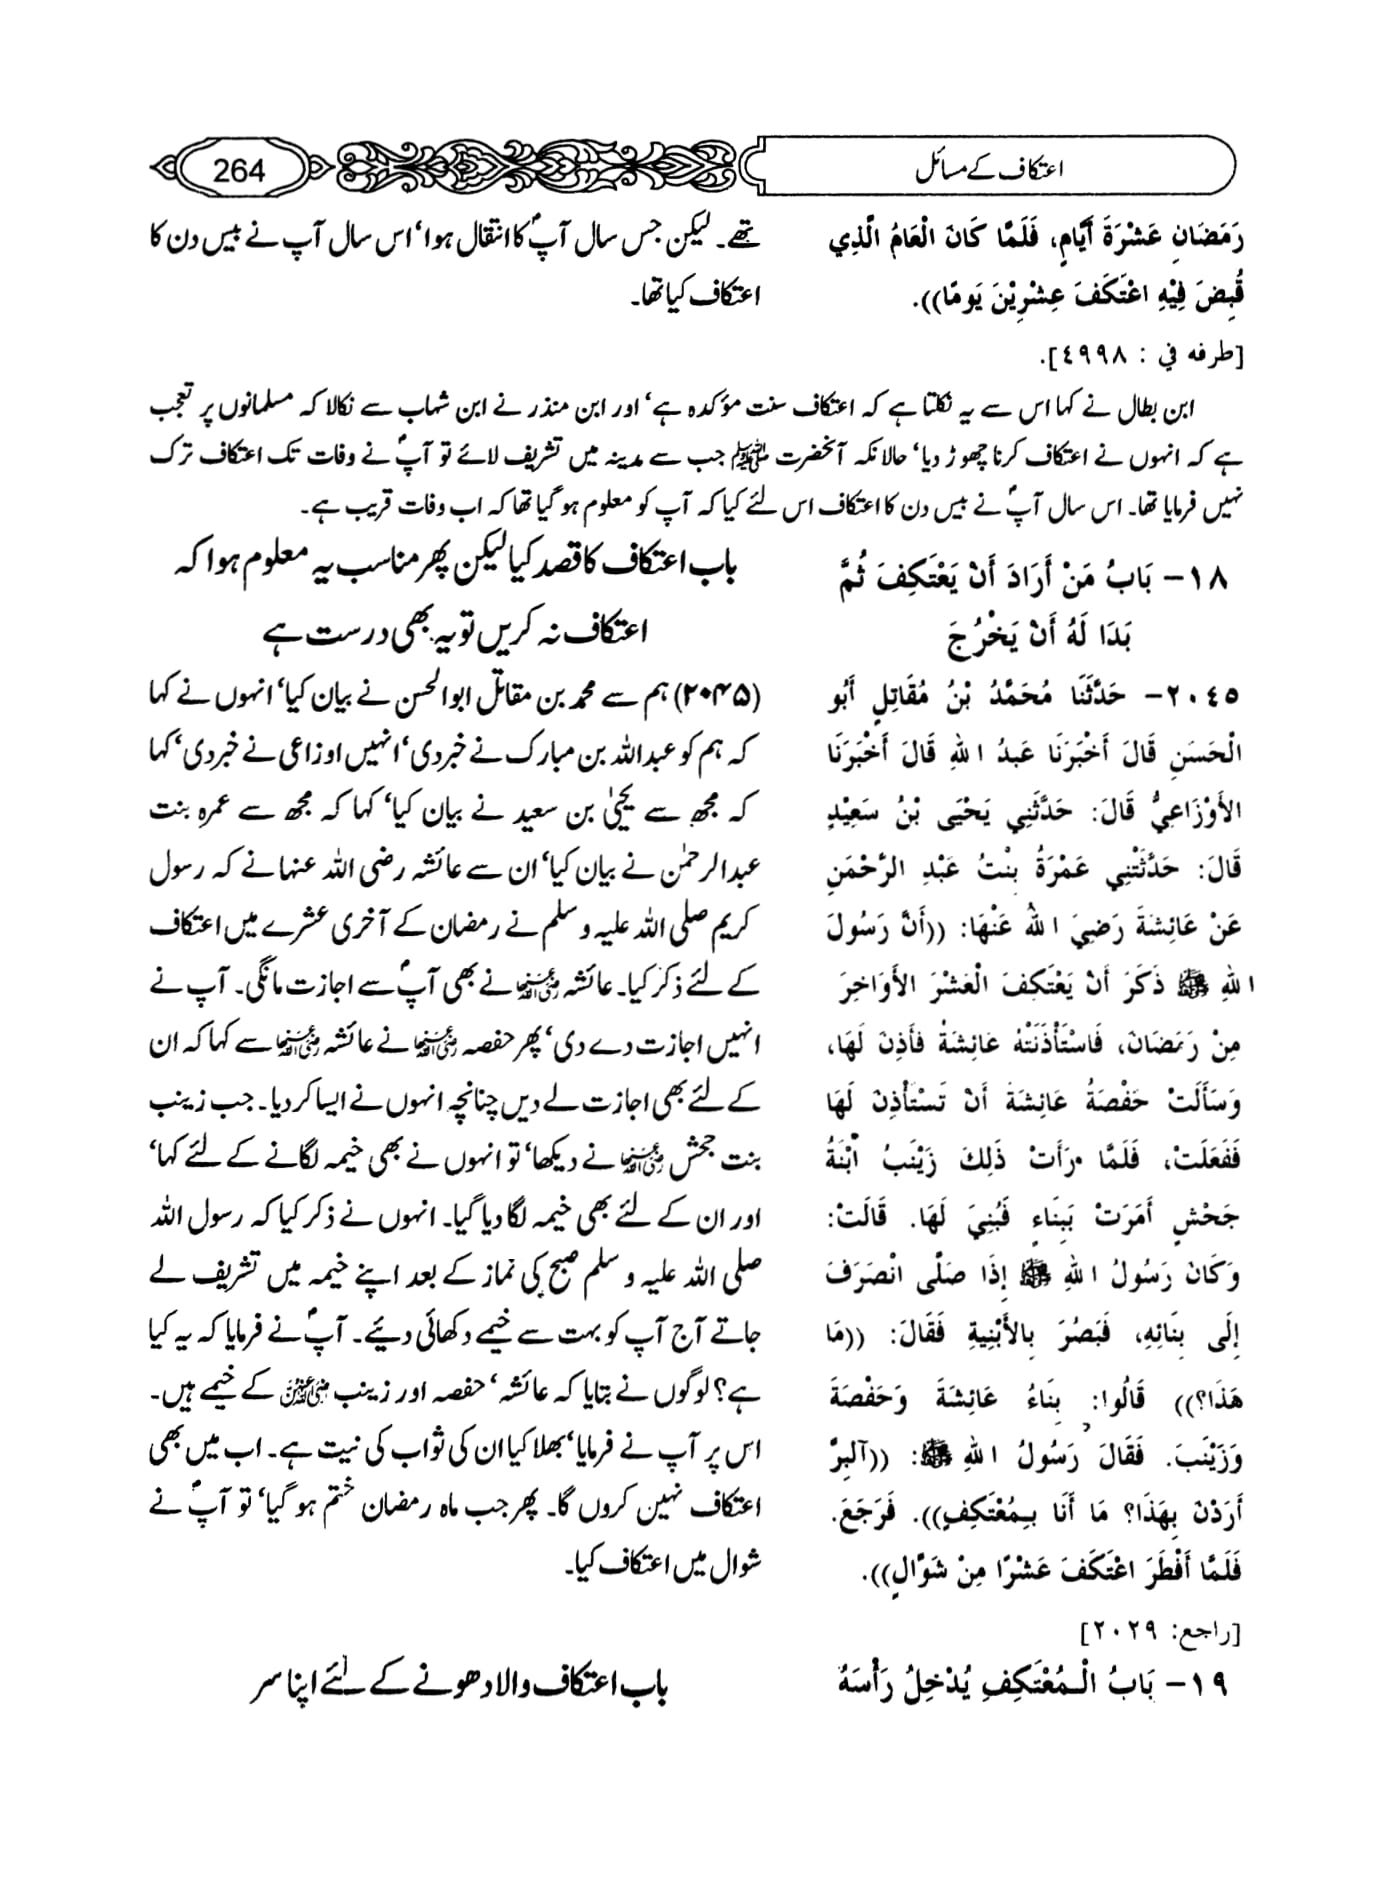 اعتکاف کے مسائل
264
رَمَضَانِ عَشْرَةَ أَيَّامٍ، فَلَمَّا كَانَ الْعَامُ الَّذِي
قُبِضَ فِيْهِ اعْتَكَفَ عِشْرِيْنَ يَومًا)).
[طرفه في : ٤٩٩٨].
تھے۔ لیکن جس سال آپؐ کا انتقال ہوا‘ اس سال آپ نے بیس دن کا
اعتکاف کیا تھا۔
ابن بطال نے کہا اس سے یہ نکلتا ہے کہ اعتکاف سنت مؤکدہ ہے‘ اور ابن منذر نے ابن شہاب سے نکالا کہ مسلمانوں پر تعجب
ہے کہ انہوں نے اعتکاف کرنا چھوڑ دیا‘ حالانکہ آنحضرت ﷺ جب سے مدینہ میں تشریف لائے تو آپؐ نے وفات تک اعتکاف ترک
نہیں فرمایا تھا۔ اس سال آپؐ نے بیس دن کا اعتکاف اس لئے کیا کہ آپ کو معلوم ہو گیا تھا کہ اب وفات قریب ہے۔
١٨- بَابُ مَنْ أَرَادَ أَنْ يَعْتَكِفَ ثُمَّ
بَدَا لَهُ أَنْ يَخْرُجَ
باب اعتکاف کا قصد کیا لیکن پھر مناسب یہ معلوم ہوا کہ
اعتکاف نہ کریں تو یہ بھی درست ہے
٢٠٤٥- حَدَّثَنَا مُحَمَّدُ بْنُ مُقَاتِلٍ أَبُو
الْحَسَنِ قَالَ أَخْبَرَنَا عَبدُ اللهِ قَالَ أَخْبَرَنَا
الأَوْزَاعِيُّ قَالَ: حَدَّثَنِي يَحْيَى بْنُ سَعِيْدٍ
قَالَ: حَدَّثَتْنِي عَمْرَةُ بِنْتُ عَبْدِ الرَّحْمَنِ
عَنْ عَائِشَةَ رَضِيَ اللهُ عَنْهَا: ((أَنَّ رَسُولَ
اللهِ ﷺ ذَكَرَ أَنْ يَعْتَكِفَ الْعَشْرَ الأَوَاخِرَ
مِنْ رَمَضَانَ، فَاسْتَأْذَنَتْهُ عَائِشَةُ فَأَذِنَ لَهَا،
وَسَأَلَتْ حَفْصَةُ عَائِشَةَ أَنْ تَسْتَأْذِنَ لَهَا
فَفَعَلَتْ، فَلَمَّا رَأَتْ ذَلِكَ زَيْنَبُ ابْنَةُ
جَحْشٍ أَمَرَتْ بِبِنَاءٍ فَبُنِيَ لَهَا. قَالَتْ:
وَكَانَ رَسُولُ اللهِ ﷺ إِذَا صَلَّى انْصَرَفَ
إِلَى بِنَائِهِ، فَبَصُرَ بِالأَبْنِيةِ فَقَالَ: ((مَا
هَذَا؟)) قَالُوا: بِنَاءُ عَائِشَةَ وَحَفْصَةَ
وَزَيْنَبَ. فَقَالَ رَسُولُ اللهِ ﷺ: ((آلبِرَّ
أَرَدْنَ بِهَذَا؟ مَا أَنَا بِمُعْتَكِفٍ)). فَرَجَعَ.
فَلَمَّا أَفْطَرَ اعْتَكَفَ عَشْرًا مِنْ شَوَّالٍ)).
[راجع: ٢٠٢٩]
(۲۰۴۵) ہم سے محمد بن مقاتل ابوالحسن نے بیان کیا‘ انہوں نے کہا
کہ ہم کو عبداللہ بن مبارک نے خبر دی‘ انہیں اوزاعی نے خبر دی‘ کہا
کہ مجھ سے یحییٰ بن سعید نے بیان کیا‘ کہا کہ مجھ سے عمرہ بنت
عبدالرحمٰن نے بیان کیا‘ ان سے عائشہ رضی اللہ عنہا نے کہ رسول
کریم صلی اللہ علیہ وسلم نے رمضان کے آخری عشرے میں اعتکاف
کے لئے ذکر کیا۔ عائشہ رضی اللہ عنہا نے بھی آپؐ سے اجازت مانگی۔ آپ نے
انہیں اجازت دے دی‘ پھر حفصہ رضی اللہ عنہا نے عائشہ رضی اللہ عنہا سے کہا کہ ان
کے لئے بھی اجازت لے دیں چنانچہ انہوں نے ایسا کر دیا۔ جب زینب
بنت جحش رضی اللہ عنہا نے دیکھا‘ تو انہوں نے بھی خیمہ لگانے کے لئے کہا‘
اور ان کے لئے بھی خیمہ لگا دیا گیا۔ انہوں نے ذکر کیا کہ رسول اللہ
صلی اللہ علیہ وسلم صبح کی نماز کے بعد اپنے خیمہ میں تشریف لے
جاتے آج آپ کو بہت سے خیمے دکھائی دیئے۔ آپؐ نے فرمایا کہ یہ کیا
ہے؟ لوگوں نے بتایا کہ عائشہ‘ حفصہ اور زینب رضی اللہ عنہن کے خیمے ہیں۔
اس پر آپ نے فرمایا‘ بھلا کیا ان کی ثواب کی نیت ہے۔ اب میں بھی
اعتکاف نہیں کروں گا۔ پھر جب ماہ رمضان ختم ہو گیا‘ تو آپؐ نے
شوال میں اعتکاف کیا۔
١٩- بَابُ الْمُعْتَكِفِ يُدْخِلُ رَأْسَهُ
باب اعتکاف والا دھونے کے لئے اپنا سر